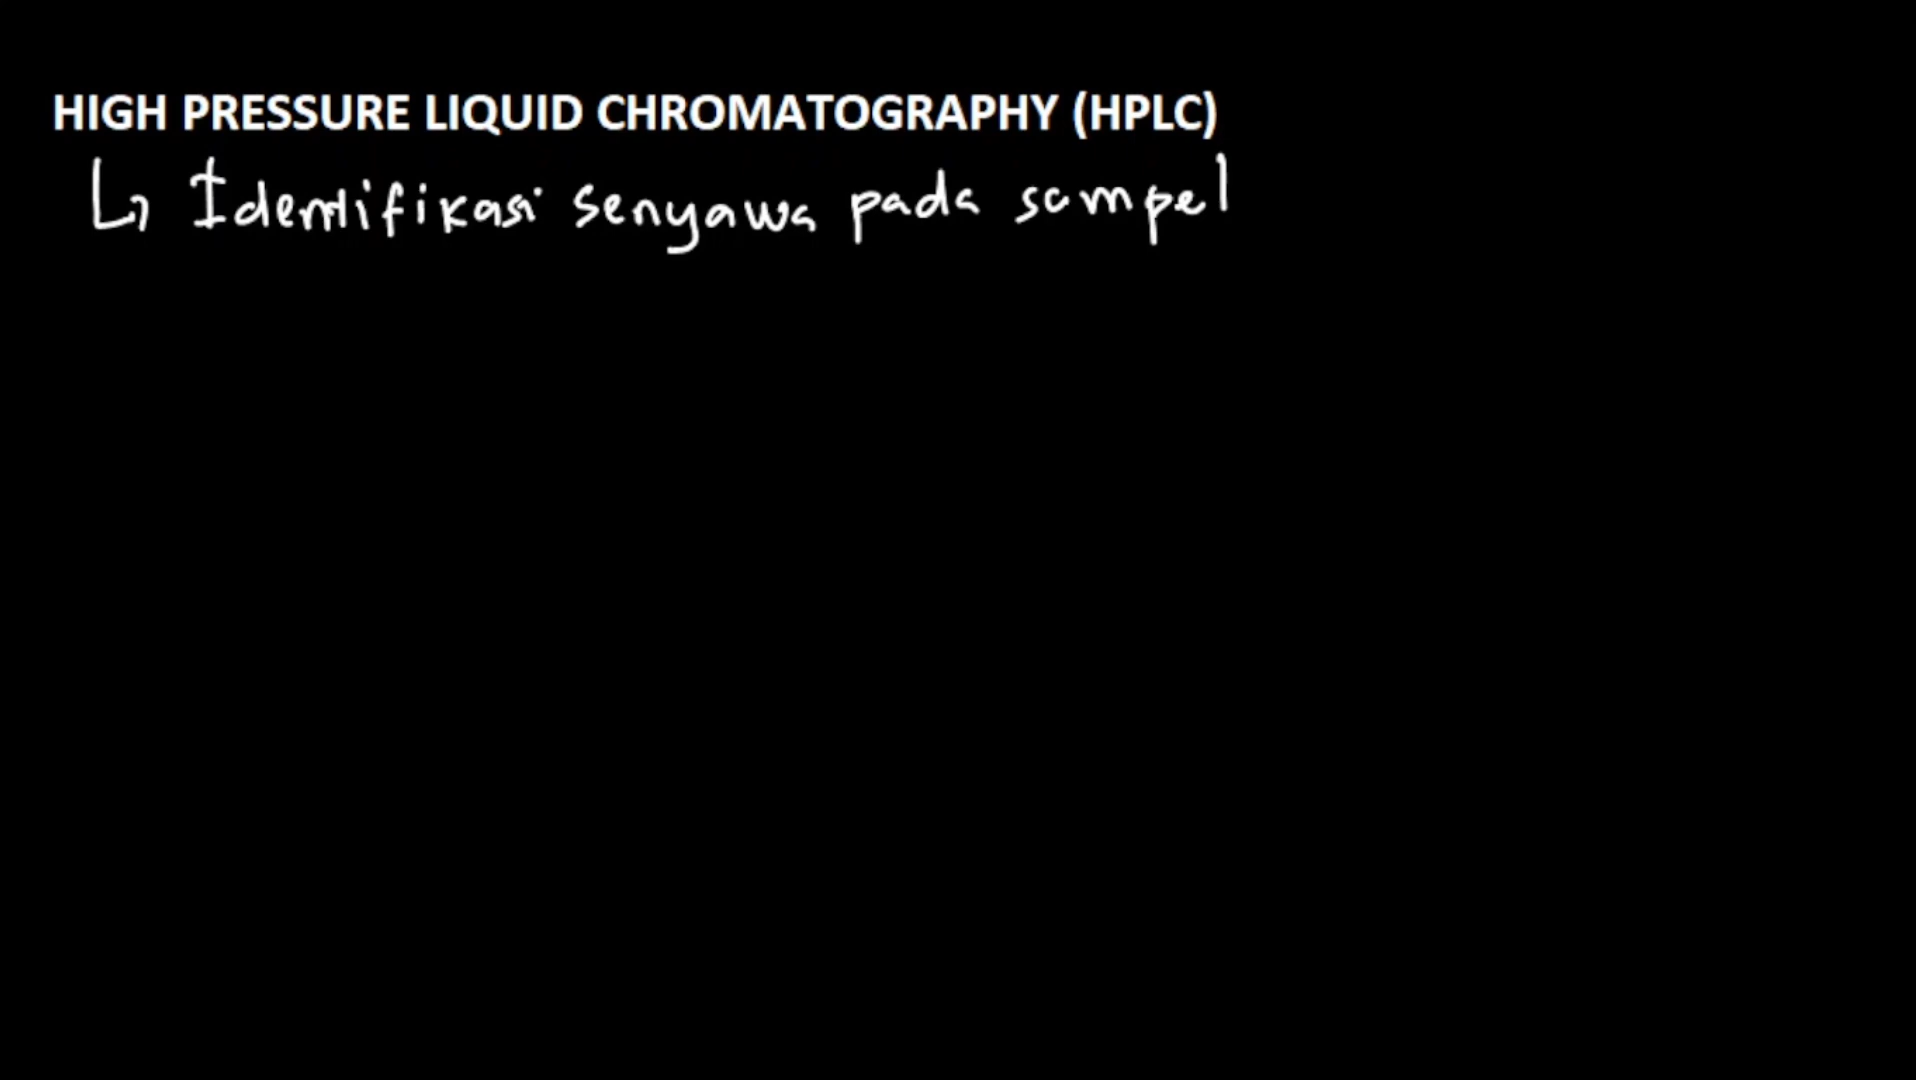 HIGH PRESSURE LIQUID CHROMATOGRAPHY (HPLC)
↳ Identifikasi senyawa pada sampel